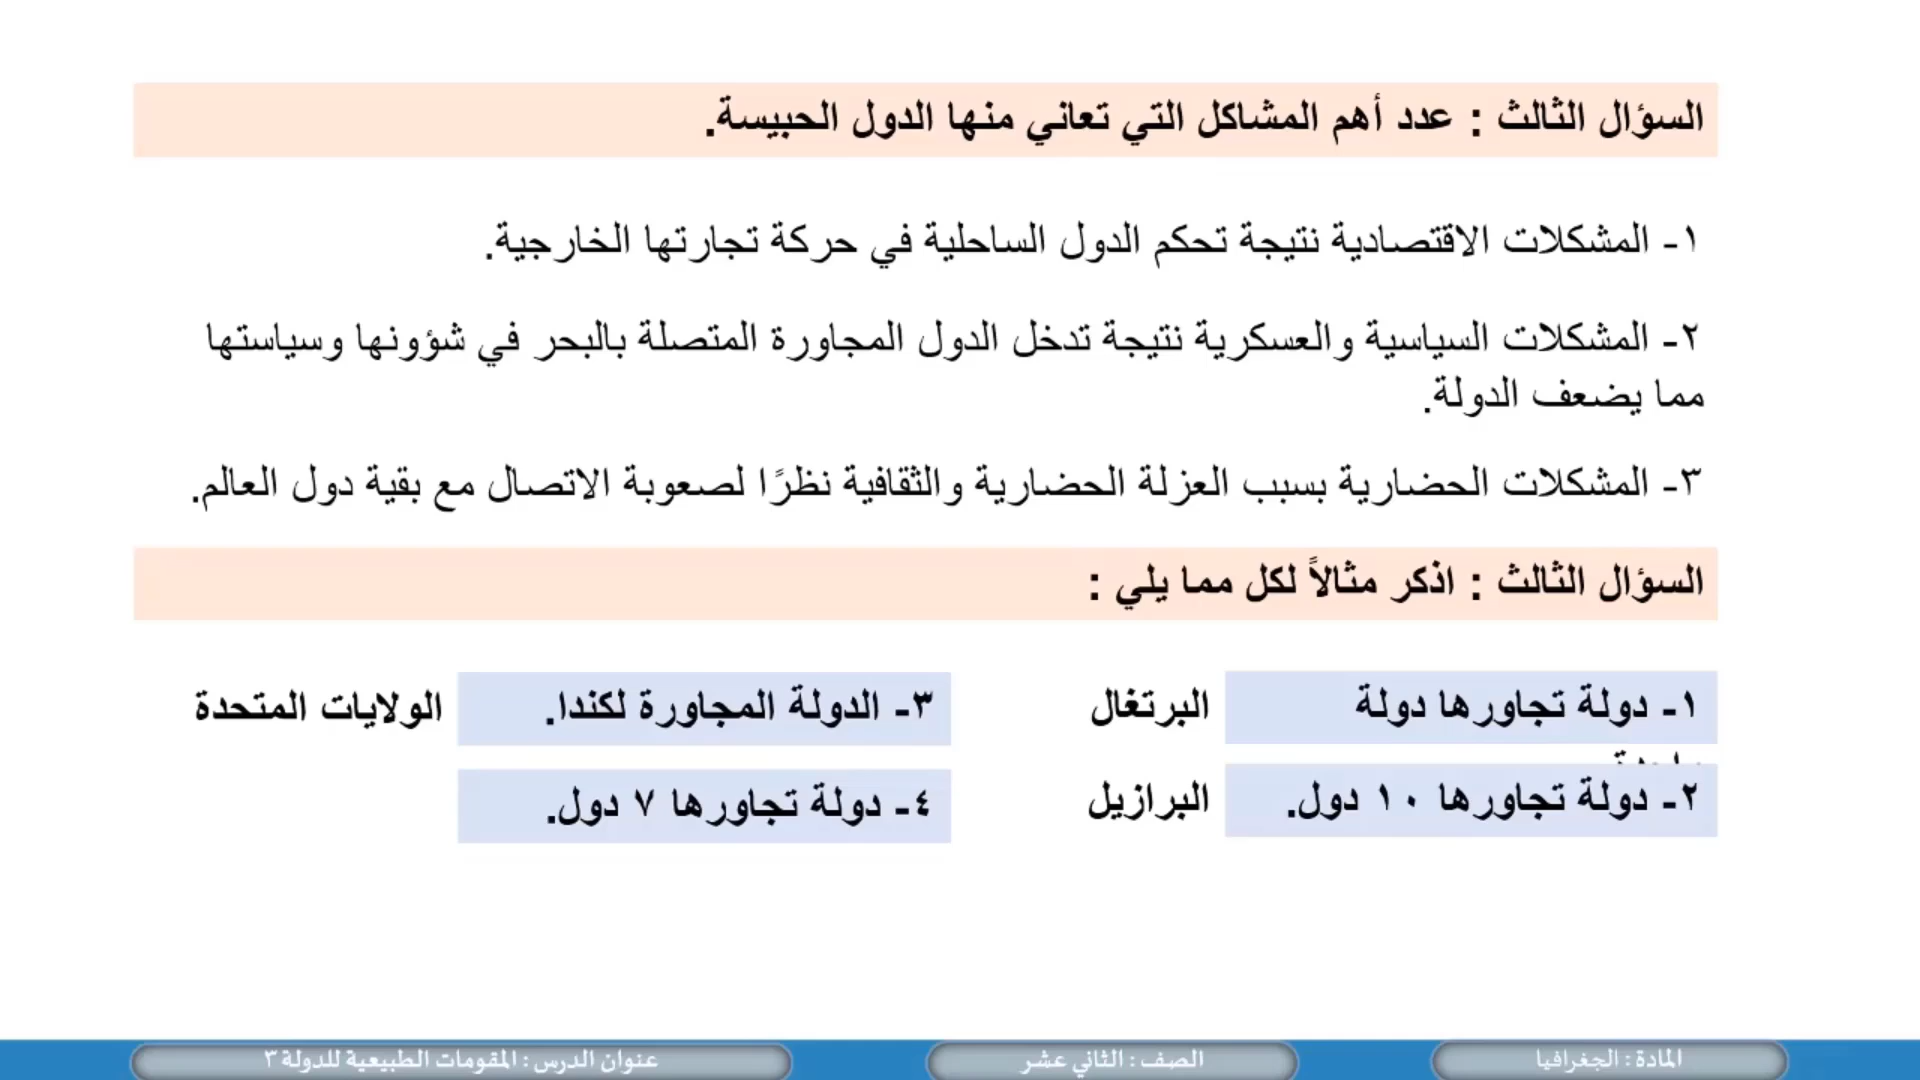 السؤال الثالث : عدد أهم المشاكل التي تعاني منها الدول الحبيسة.
١- المشكلات الاقتصادية نتيجة تحكم الدول الساحلية في حركة تجارتها الخارجية.
٢- المشكلات السياسية والعسكرية نتيجة تدخل الدول المجاورة المتصلة بالبحر في شؤونها وسياستها
مما يضعف الدولة.
٣- المشكلات الحضارية بسبب العزلة الحضارية والثقافية نظرًا لصعوبة الاتصال مع بقية دول العالم.
السؤال الثالث : اذكر مثالاً لكل مما يلي :
١- دولة تجاورها دولة
البرتغال
٢- دولة تجاورها ١٠ دول.
البرازيل
٣- الدولة المجاورة لكندا.
الولايات المتحدة
٤- دولة تجاورها ٧ دول.
المادة : الجغرافيا
الصف : الثاني عشر
عنوان الدرس : المقومات الطبيعية للدولة ٣